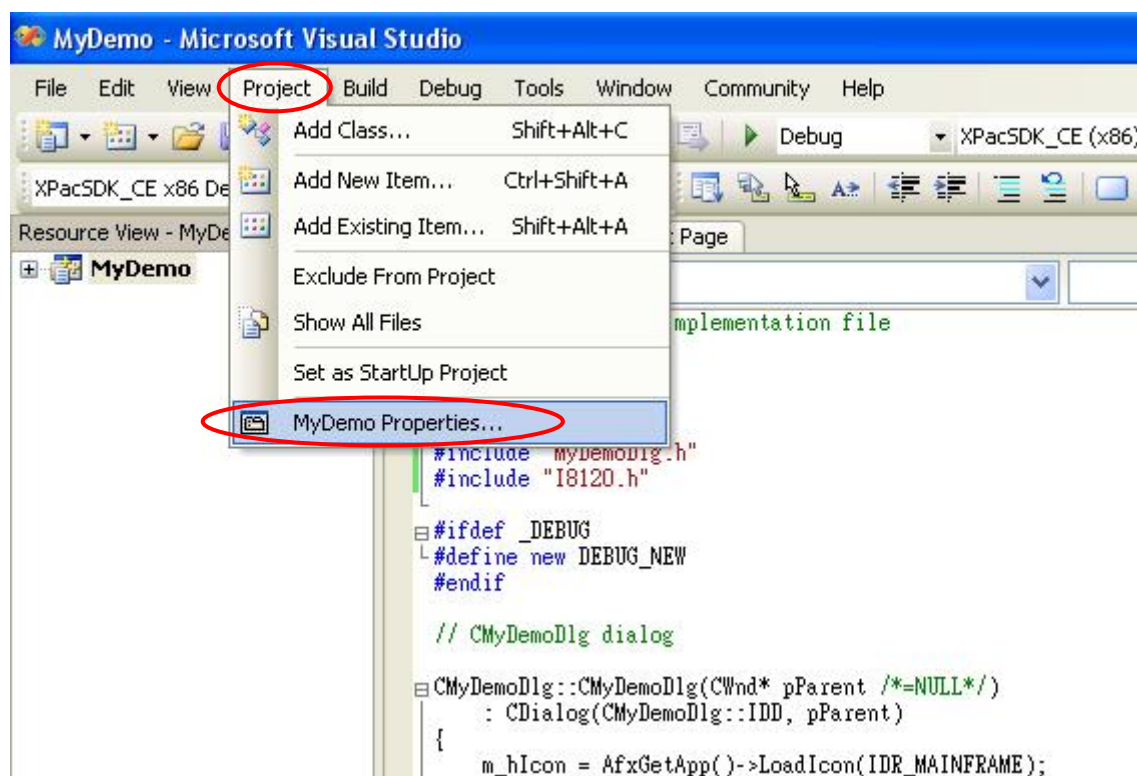 MyDemo - Microsoft Visual Studio
File Edit View Project Build Debug Tools Window Community Help
Add Class... Shift+Alt+C
Debug XPacSDK_CE (x86)
Add New Item... Ctrl+Shift+A
XPacSDK_CE x86 De
Resource View - MyDe
Add Existing Item... Shift+Alt+A
Page
MyDemo
Exclude From Project
Show All Files
mplementation file
Set as StartUp Project
MyDemo Properties...
#include "MyDemoDlg.h"
#include "I8120.h"
#ifdef _DEBUG
#define new DEBUG_NEW
#endif
// CMyDemoDlg dialog
CMyDemoDlg::CMyDemoDlg(CWnd* pParent /*=NULL*/)
: CDialog(CMyDemoDlg::IDD, pParent)
{
m_hIcon = AfxGetApp()->LoadIcon(IDR_MAINFRAME);